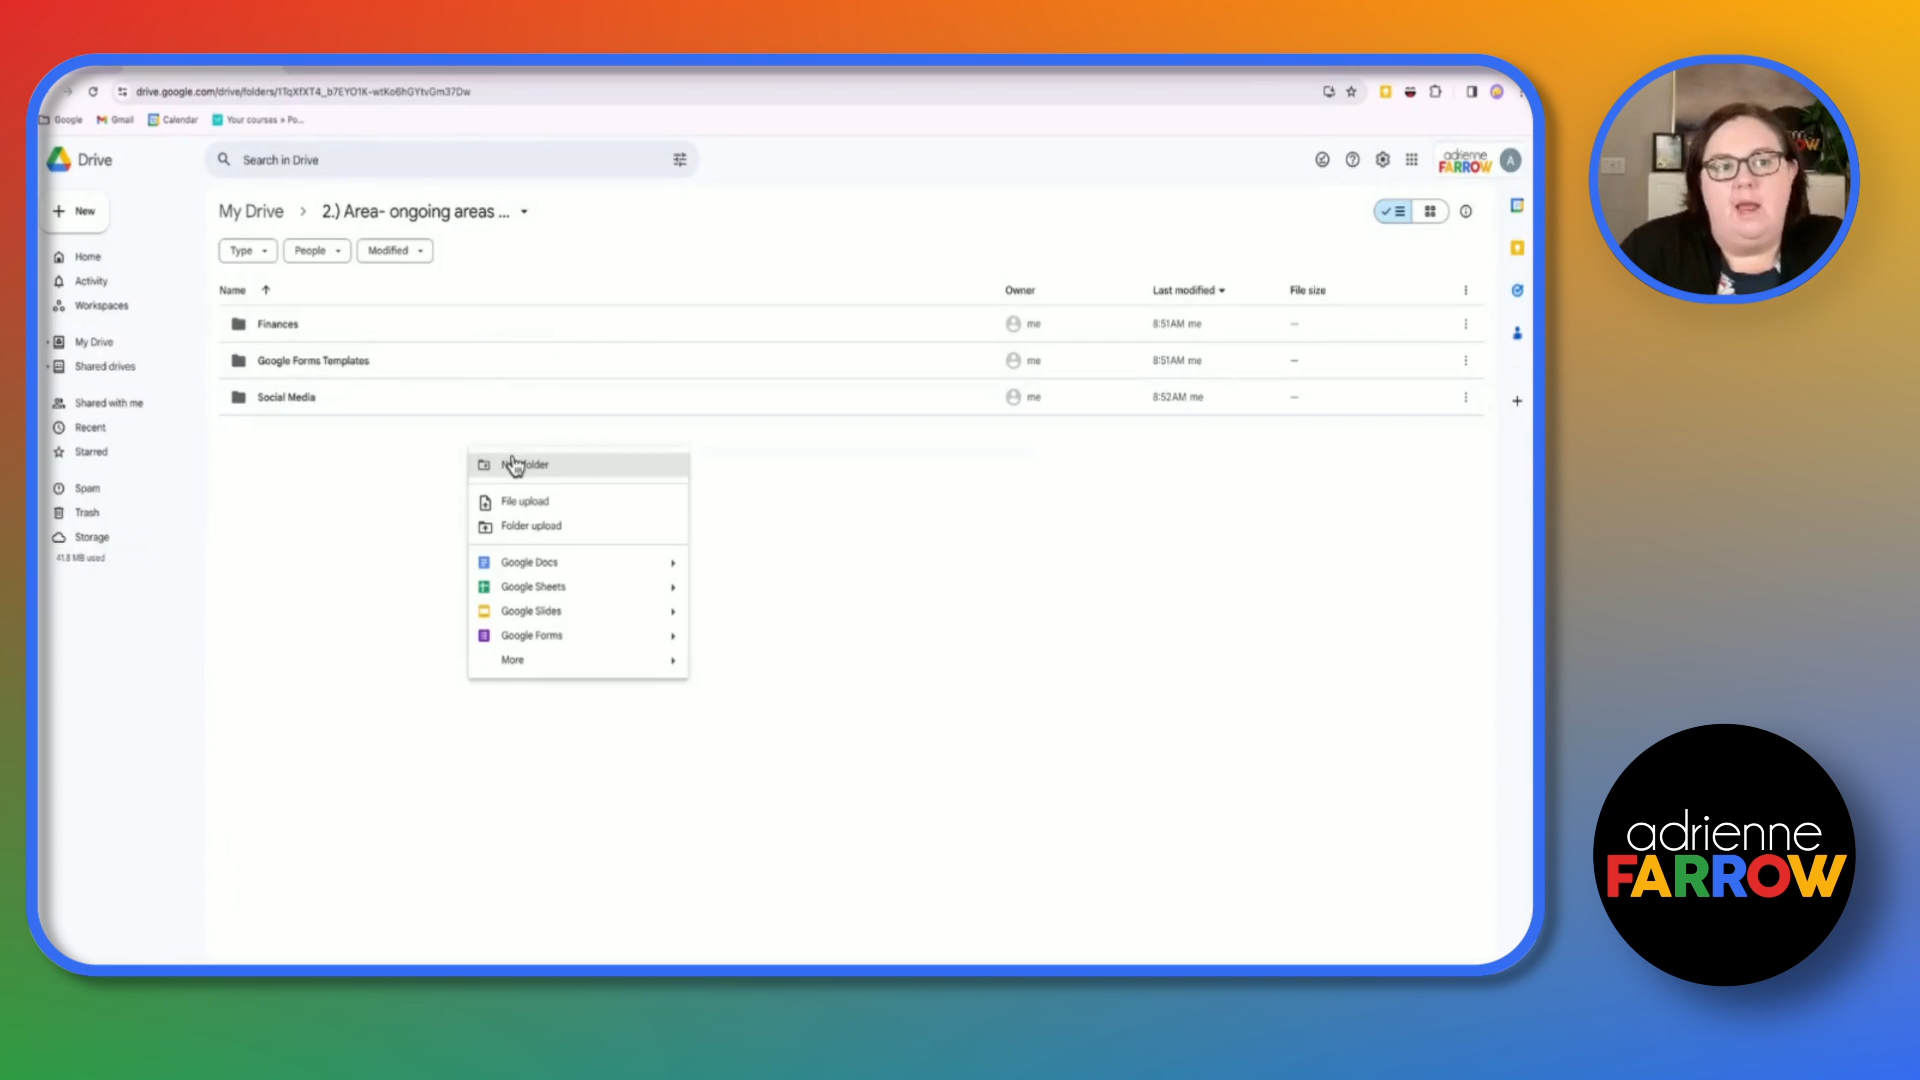 drive.google.com/drive/folders/1TqXfXT4_b7EYO1K-wtKo6hGYtvGm37Dw
Google Gmail Calendar Your courses » Po...
Drive
Search in Drive
adrienne
FARROW
A
New
My Drive > 2.) Area- ongoing areas ...
Type People Modified
Home
Activity
Workspaces
My Drive
Shared drives
Shared with me
Recent
Starred
Spam
Trash
Storage
41.8 MB used
Name Owner Last modified File size
Finances me 8:51AM me –
Google Forms Templates me 8:51AM me –
Social Media me 8:52AM me –
File upload
Folder upload
Google Docs
Google Sheets
Google Slides
Google Forms
More
adrienne
FARROW